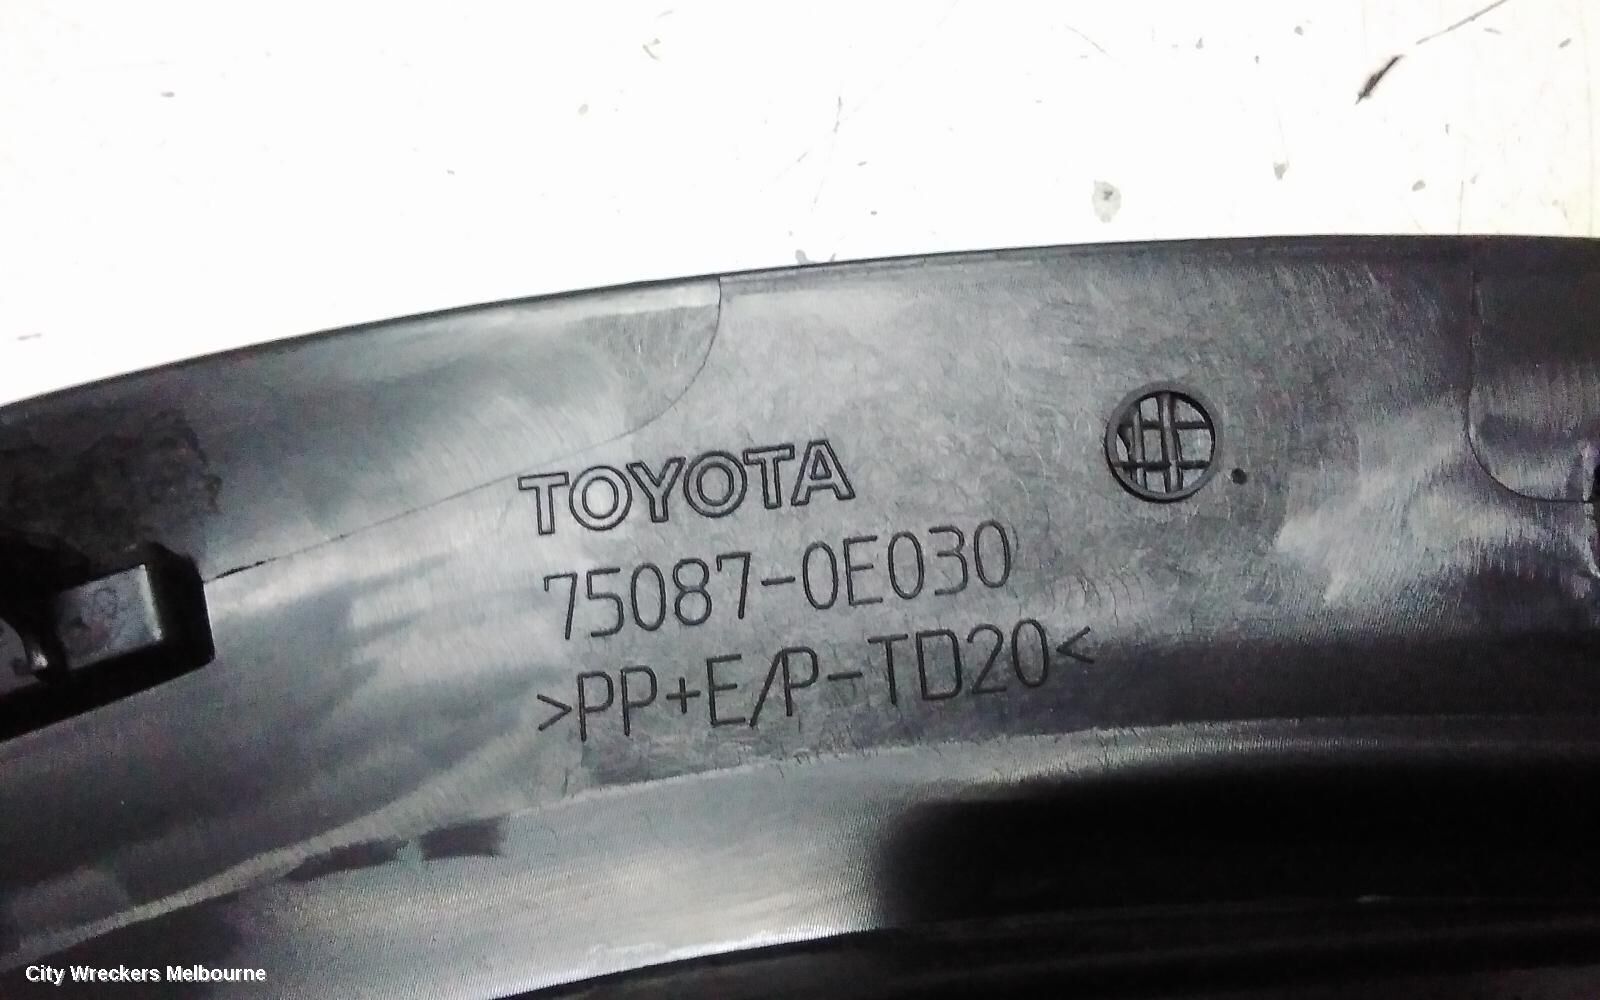 TOYOTA
75087-0E030
>PP+E/P-TD20<
City Wreckers Melbourne